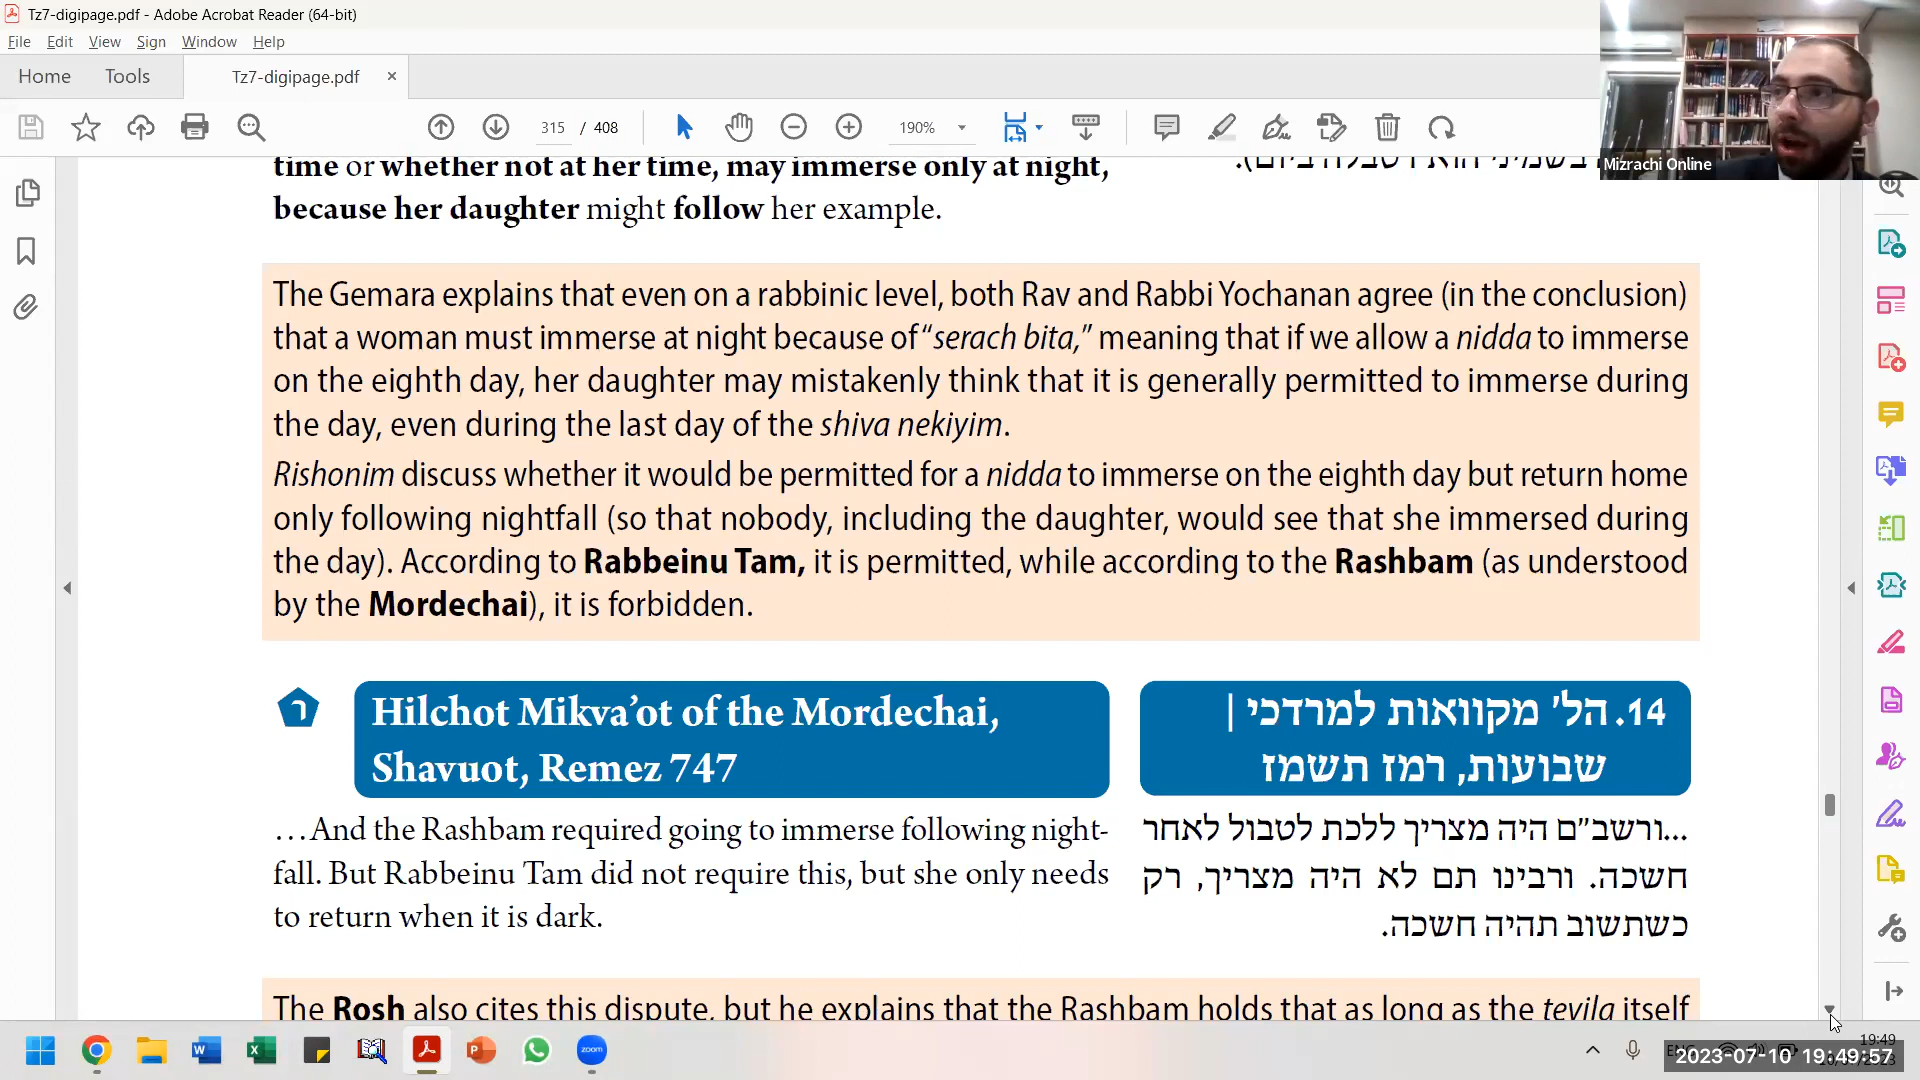 Tz7-digipage.pdf - Adobe Acrobat Reader (64-bit)
File Edit View Sign Window Help
Home Tools Tz7-digipage.pdf ×
315 / 408 190%
Mizrachi Online
time or whether not at her time, may immerse only at night,
because her daughter might follow her example.
The Gemara explains that even on a rabbinic level, both Rav and Rabbi Yochanan agree (in the conclusion)
that a woman must immerse at night because of “serach bita,” meaning that if we allow a nidda to immerse
on the eighth day, her daughter may mistakenly think that it is generally permitted to immerse during
the day, even during the last day of the shiva nekiyim.
Rishonim discuss whether it would be permitted for a nidda to immerse on the eighth day but return home
only following nightfall (so that nobody, including the daughter, would see that she immersed during
the day). According to Rabbeinu Tam, it is permitted, while according to the Rashbam (as understood
by the Mordechai), it is forbidden.
ר
Hilchot Mikva’ot of the Mordechai,
Shavuot, Remez 747
14. הל' מקוואות למרדכי |
שבועות, רמז תשמז
…And the Rashbam required going to immerse following night-
fall. But Rabbeinu Tam did not require this, but she only needs
to return when it is dark.
...ורשב"ם היה מצריך ללכת לטבול לאחר
חשכה. ורבינו תם לא היה מצריך, רק
כשתשוב תהיה חשכה.
The Rosh also cites this dispute, but he explains that the Rashbam holds that as long as the tevila itself
zoom
19:49
2023-07-10 19:49:57